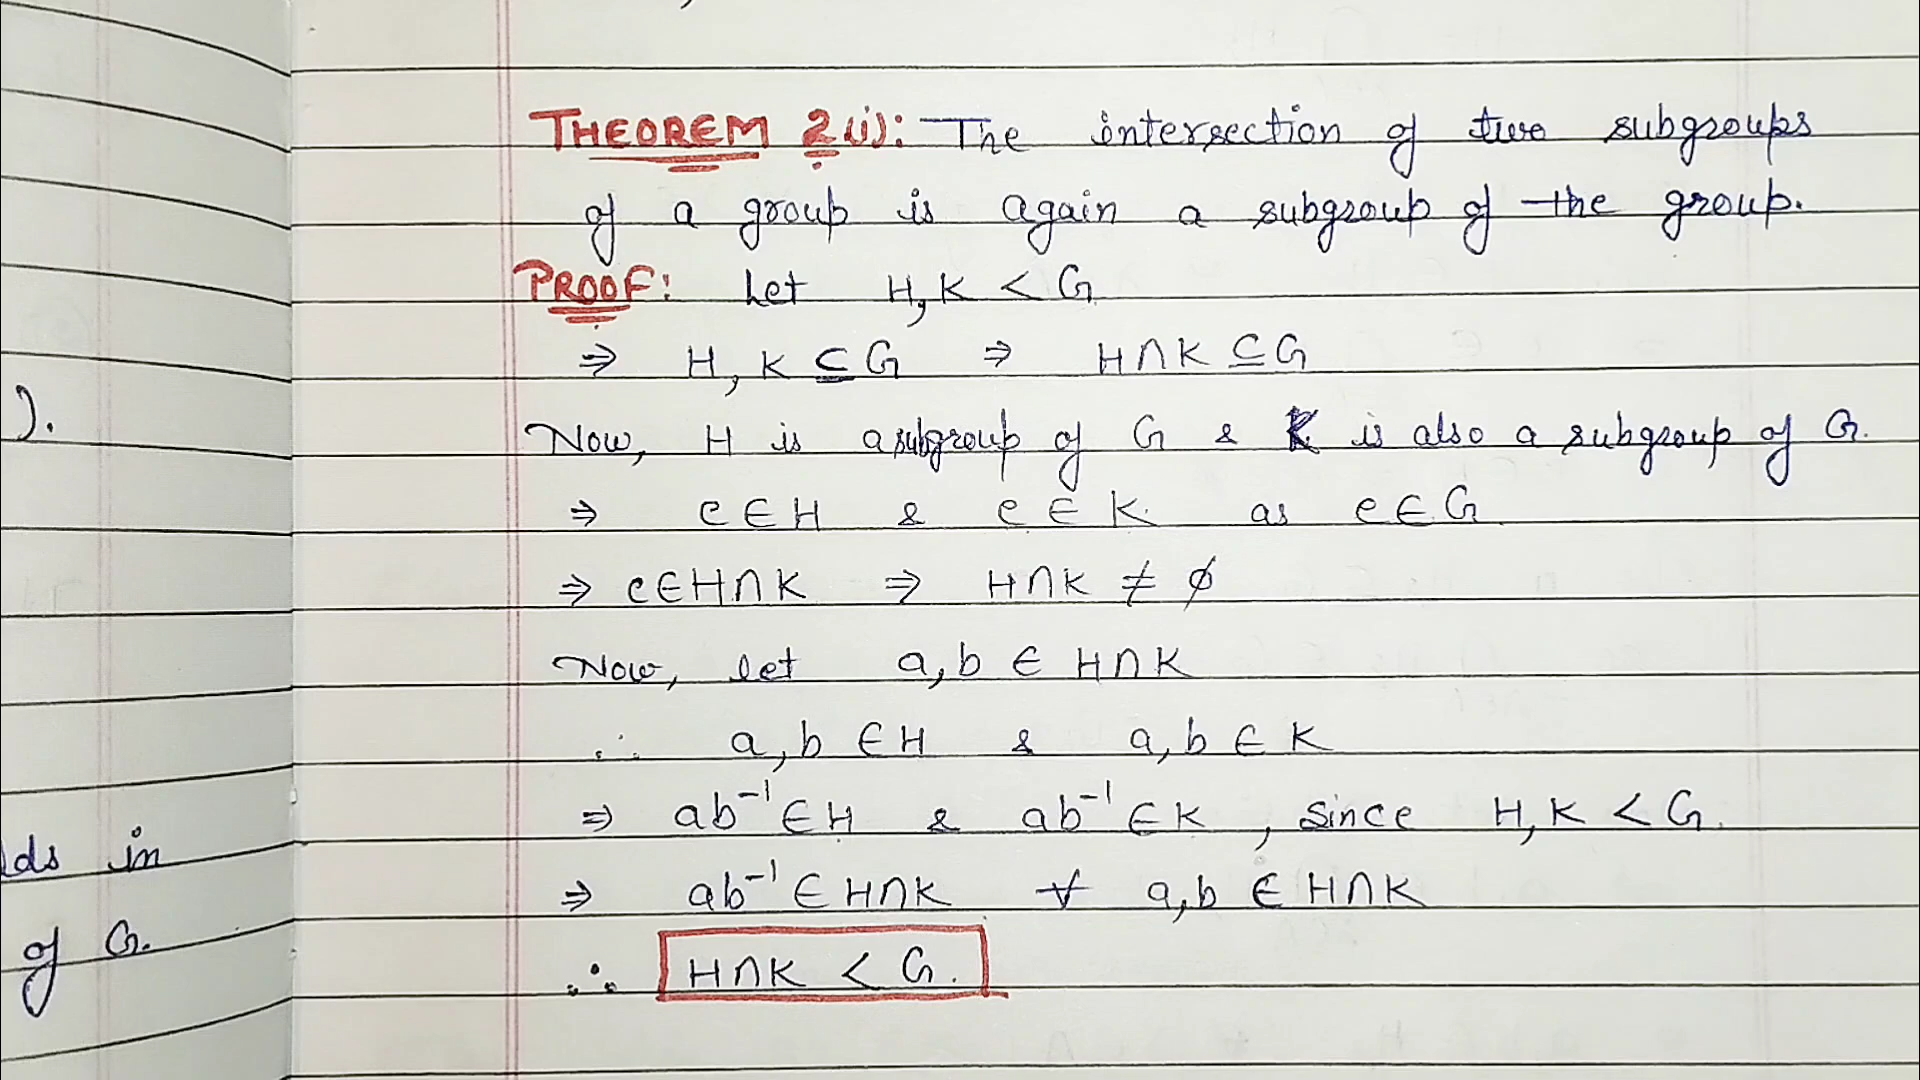 THEOREM 2(i): The intersection of two subgroups
of a group is again a subgroup of the group.
PROOF: Let H, K < G
⇒ H, K ⊆ G ⇒ H∩K ⊆ G
Now, H is a subgroup of G & K is also a subgroup of G.
⇒ e ∈ H & e ∈ K. as e ∈ G.
⇒ e ∈ H∩K ⇒ H∩K ≠ ϕ
Now, let a, b ∈ H∩K
∴ a, b ∈ H & a, b ∈ K
⇒ ab⁻¹ ∈ H & ab⁻¹ ∈ K, since H, K < G.
⇒ ab⁻¹ ∈ H∩K ∀ a, b ∈ H∩K
∴ H∩K < G.
).
ds in
of G.